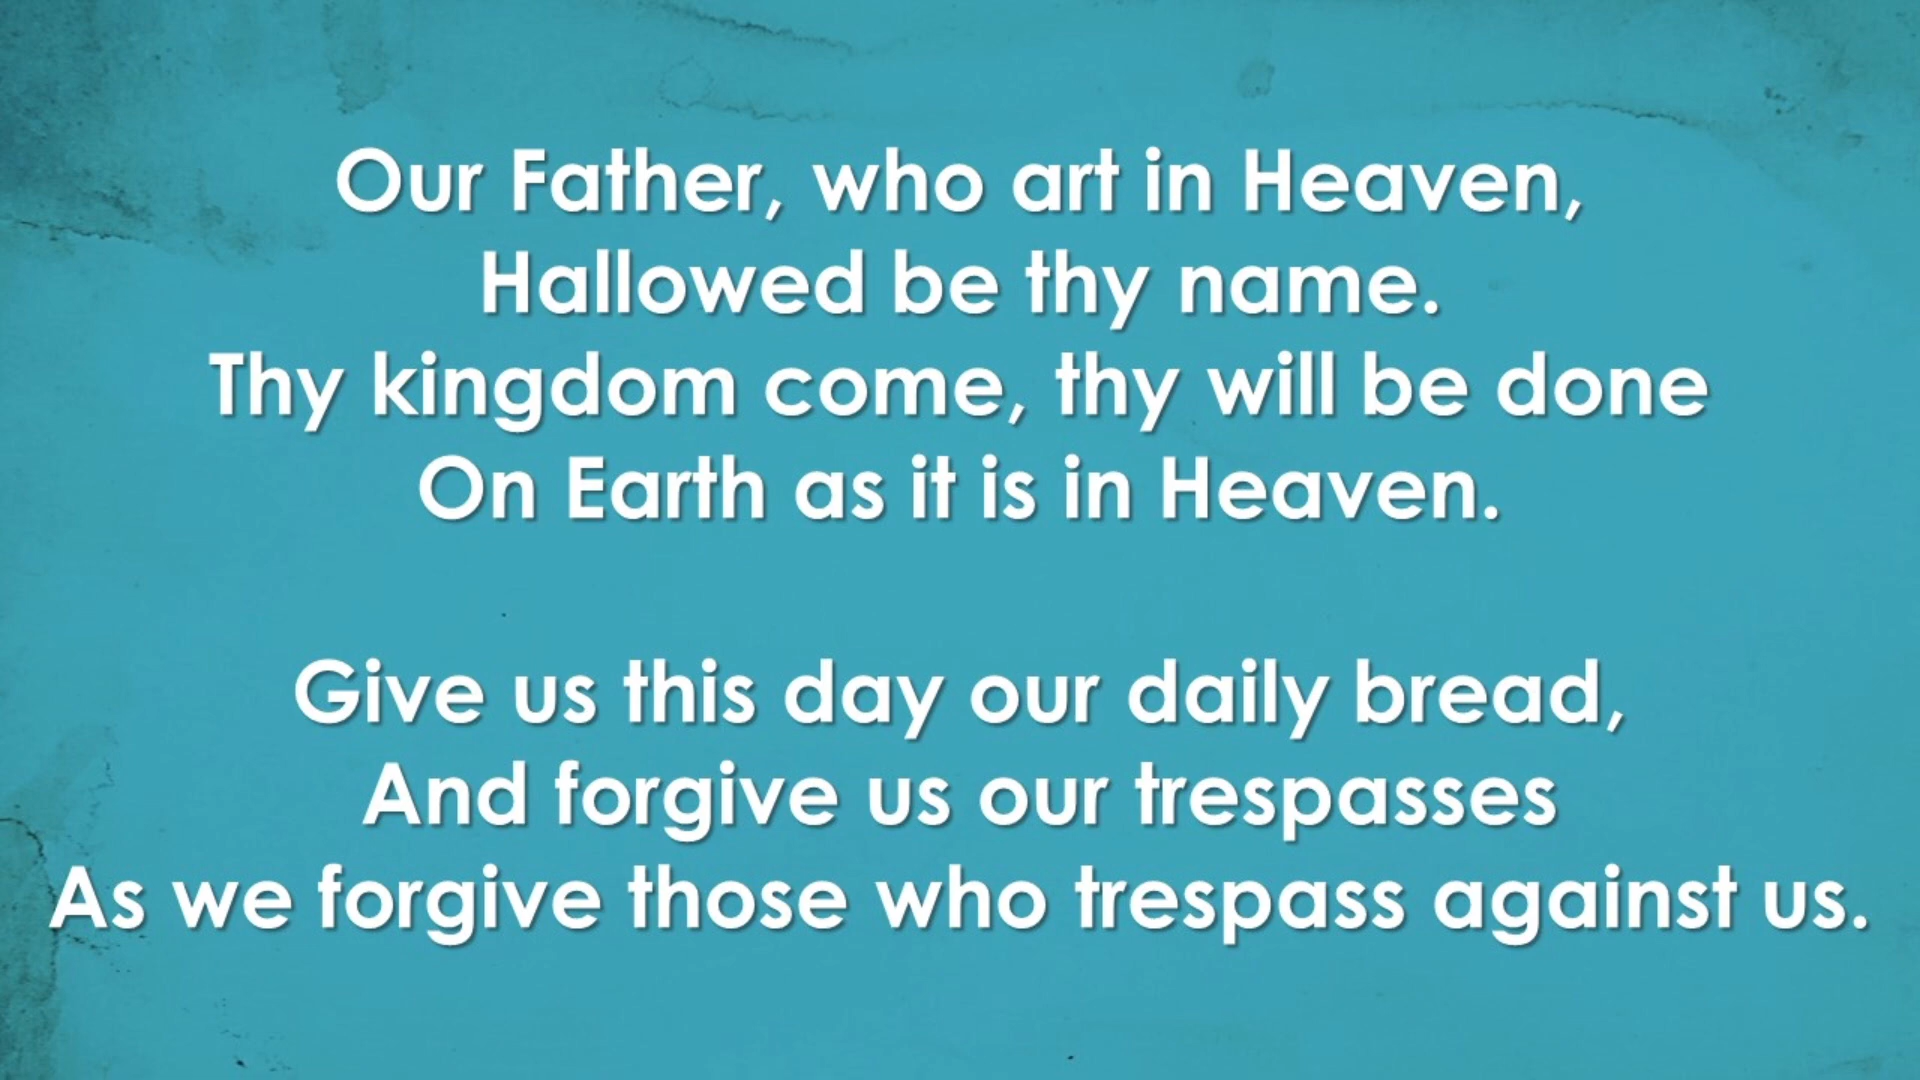 Our Father, who art in Heaven,
Hallowed be thy name.
Thy kingdom come, thy will be done
On Earth as it is in Heaven.
Give us this day our daily bread,
And forgive us our trespasses
As we forgive those who trespass against us.